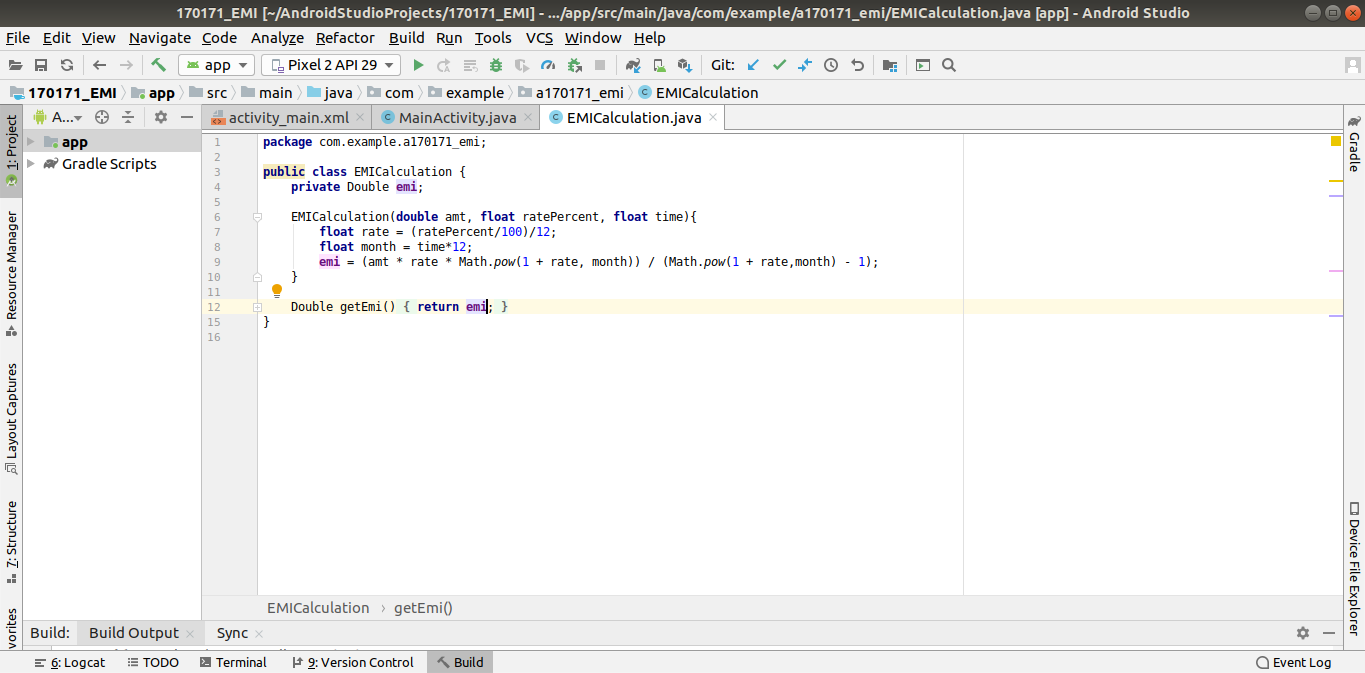 170171_EMI [~/AndroidStudioProjects/170171_EMI] - .../app/src/main/java/com/example/a170171_emi/EMICalculation.java [app] - Android Studio
File Edit View Navigate Code Analyze Refactor Build Run Tools VCS Window Help
app Pixel 2 API 29 Git:
170171_EMI app src main java com example a170171_emi EMICalculation
1: Project
Resource Manager
Layout Captures
7: Structure
A...
app
Gradle Scripts
activity_main.xml MainActivity.java EMICalculation.java
1 package com.example.a170171_emi;
2
3 public class EMICalculation {
4 private Double emi;
5
6 EMICalculation(double amt, float ratePercent, float time){
7 float rate = (ratePercent/100)/12;
8 float month = time*12;
9 emi = (amt * rate * Math.pow(1 + rate, month)) / (Math.pow(1 + rate,month) - 1);
10 }
11
12 Double getEmi() { return emi; }
15 }
16
Gradle
Device File Explorer
EMICalculation › getEmi()
Build: Build Output Sync
6: Logcat TODO Terminal 9: Version Control Build Event Log